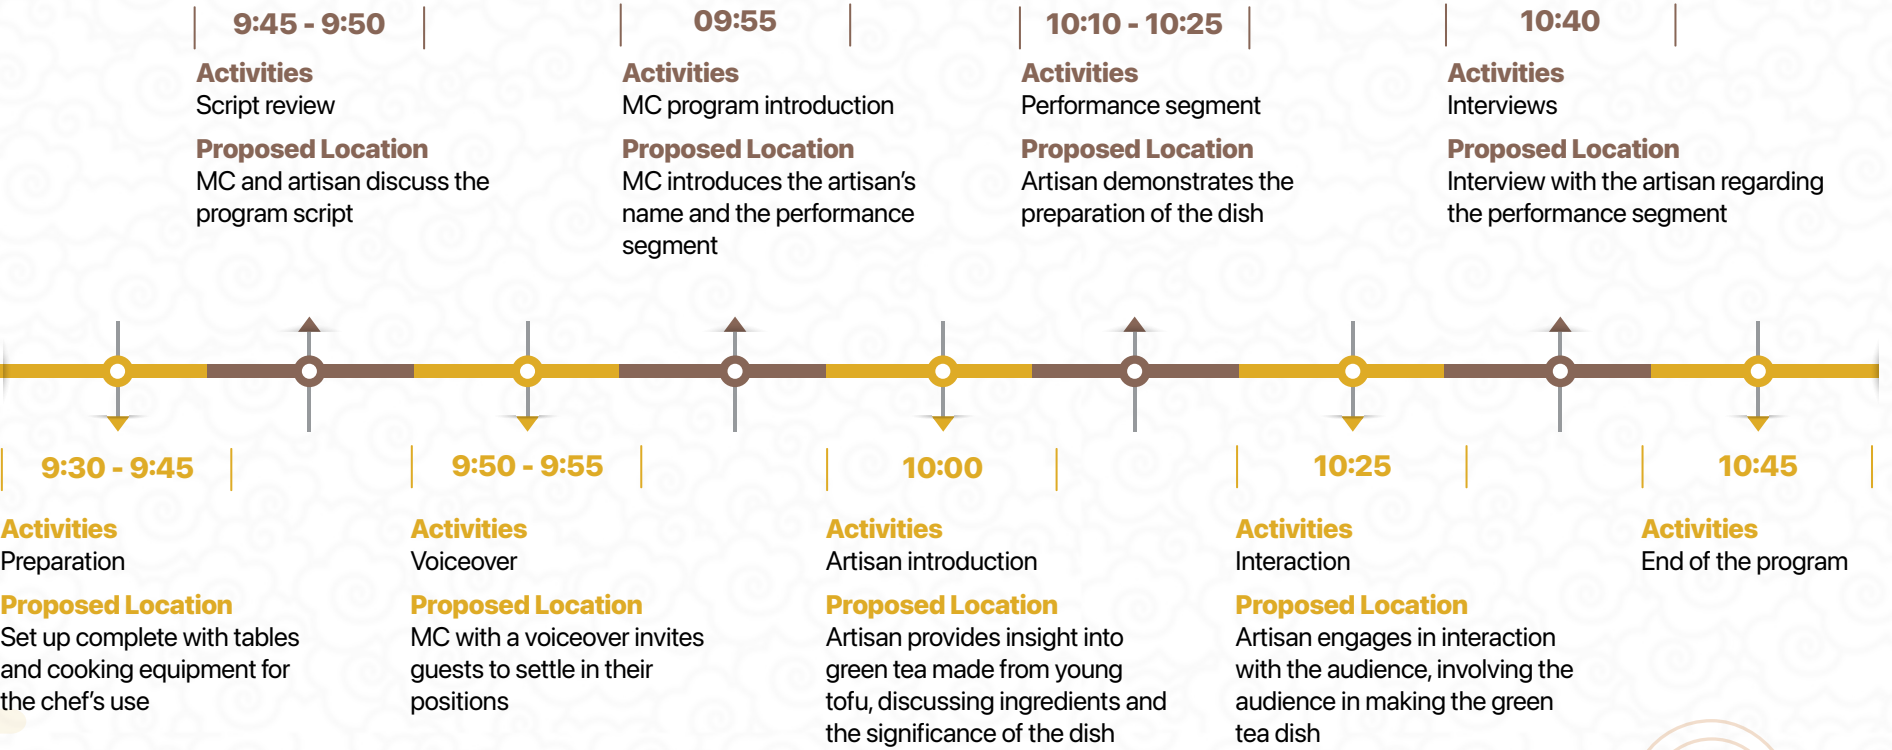 9:45 - 9:50
Activities
Script review
Proposed Location
MC and artisan discuss the
program script
09:55
Activities
MC program introduction
Proposed Location
MC introduces the artisan’s
name and the performance
segment
10:10 - 10:25
Activities
Performance segment
Proposed Location
Artisan demonstrates the
preparation of the dish
10:40
Activities
Interviews
Proposed Location
Interview with the artisan regarding
the performance segment
9:30 - 9:45
Activities
Preparation
Proposed Location
Set up complete with tables
and cooking equipment for
the chef’s use
9:50 - 9:55
Activities
Voiceover
Proposed Location
MC with a voiceover invites
guests to settle in their
positions
10:00
Activities
Artisan introduction
Proposed Location
Artisan provides insight into
green tea made from young
tofu, discussing ingredients and
the significance of the dish
10:25
Activities
Interaction
Proposed Location
Artisan engages in interaction
with the audience, involving the
audience in making the green
tea dish
10:45
Activities
End of the program